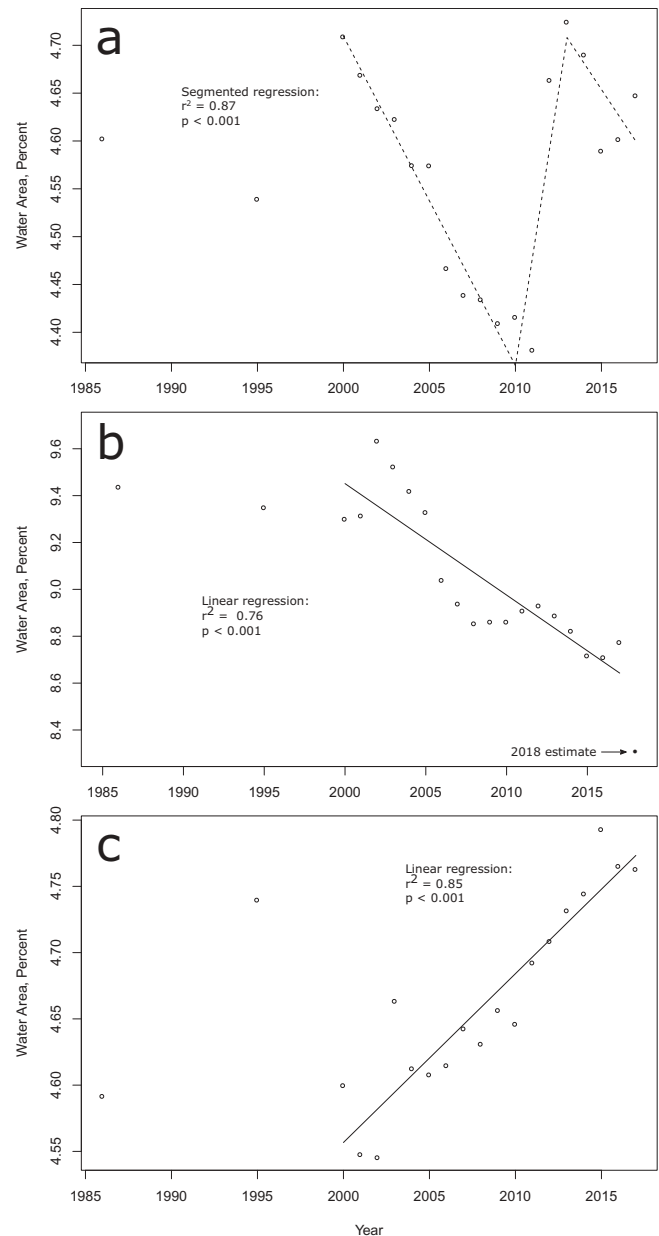 a
Segmented regression:
r² = 0.87
p < 0.001
Water Area, Percent
4.70
4.65
4.60
4.55
4.50
4.45
4.40
1985 1990 1995 2000 2005 2010 2015
b
Linear regression:
r² = 0.76
p < 0.001
Water Area, Percent
9.6
9.4
9.2
9.0
8.8
8.6
8.4
2018 estimate
1985 1990 1995 2000 2005 2010 2015
c
Linear regression:
r² = 0.85
p < 0.001
Water Area, Percent
4.80
4.75
4.70
4.65
4.60
4.55
1985 1990 1995 2000 2005 2010 2015
Year